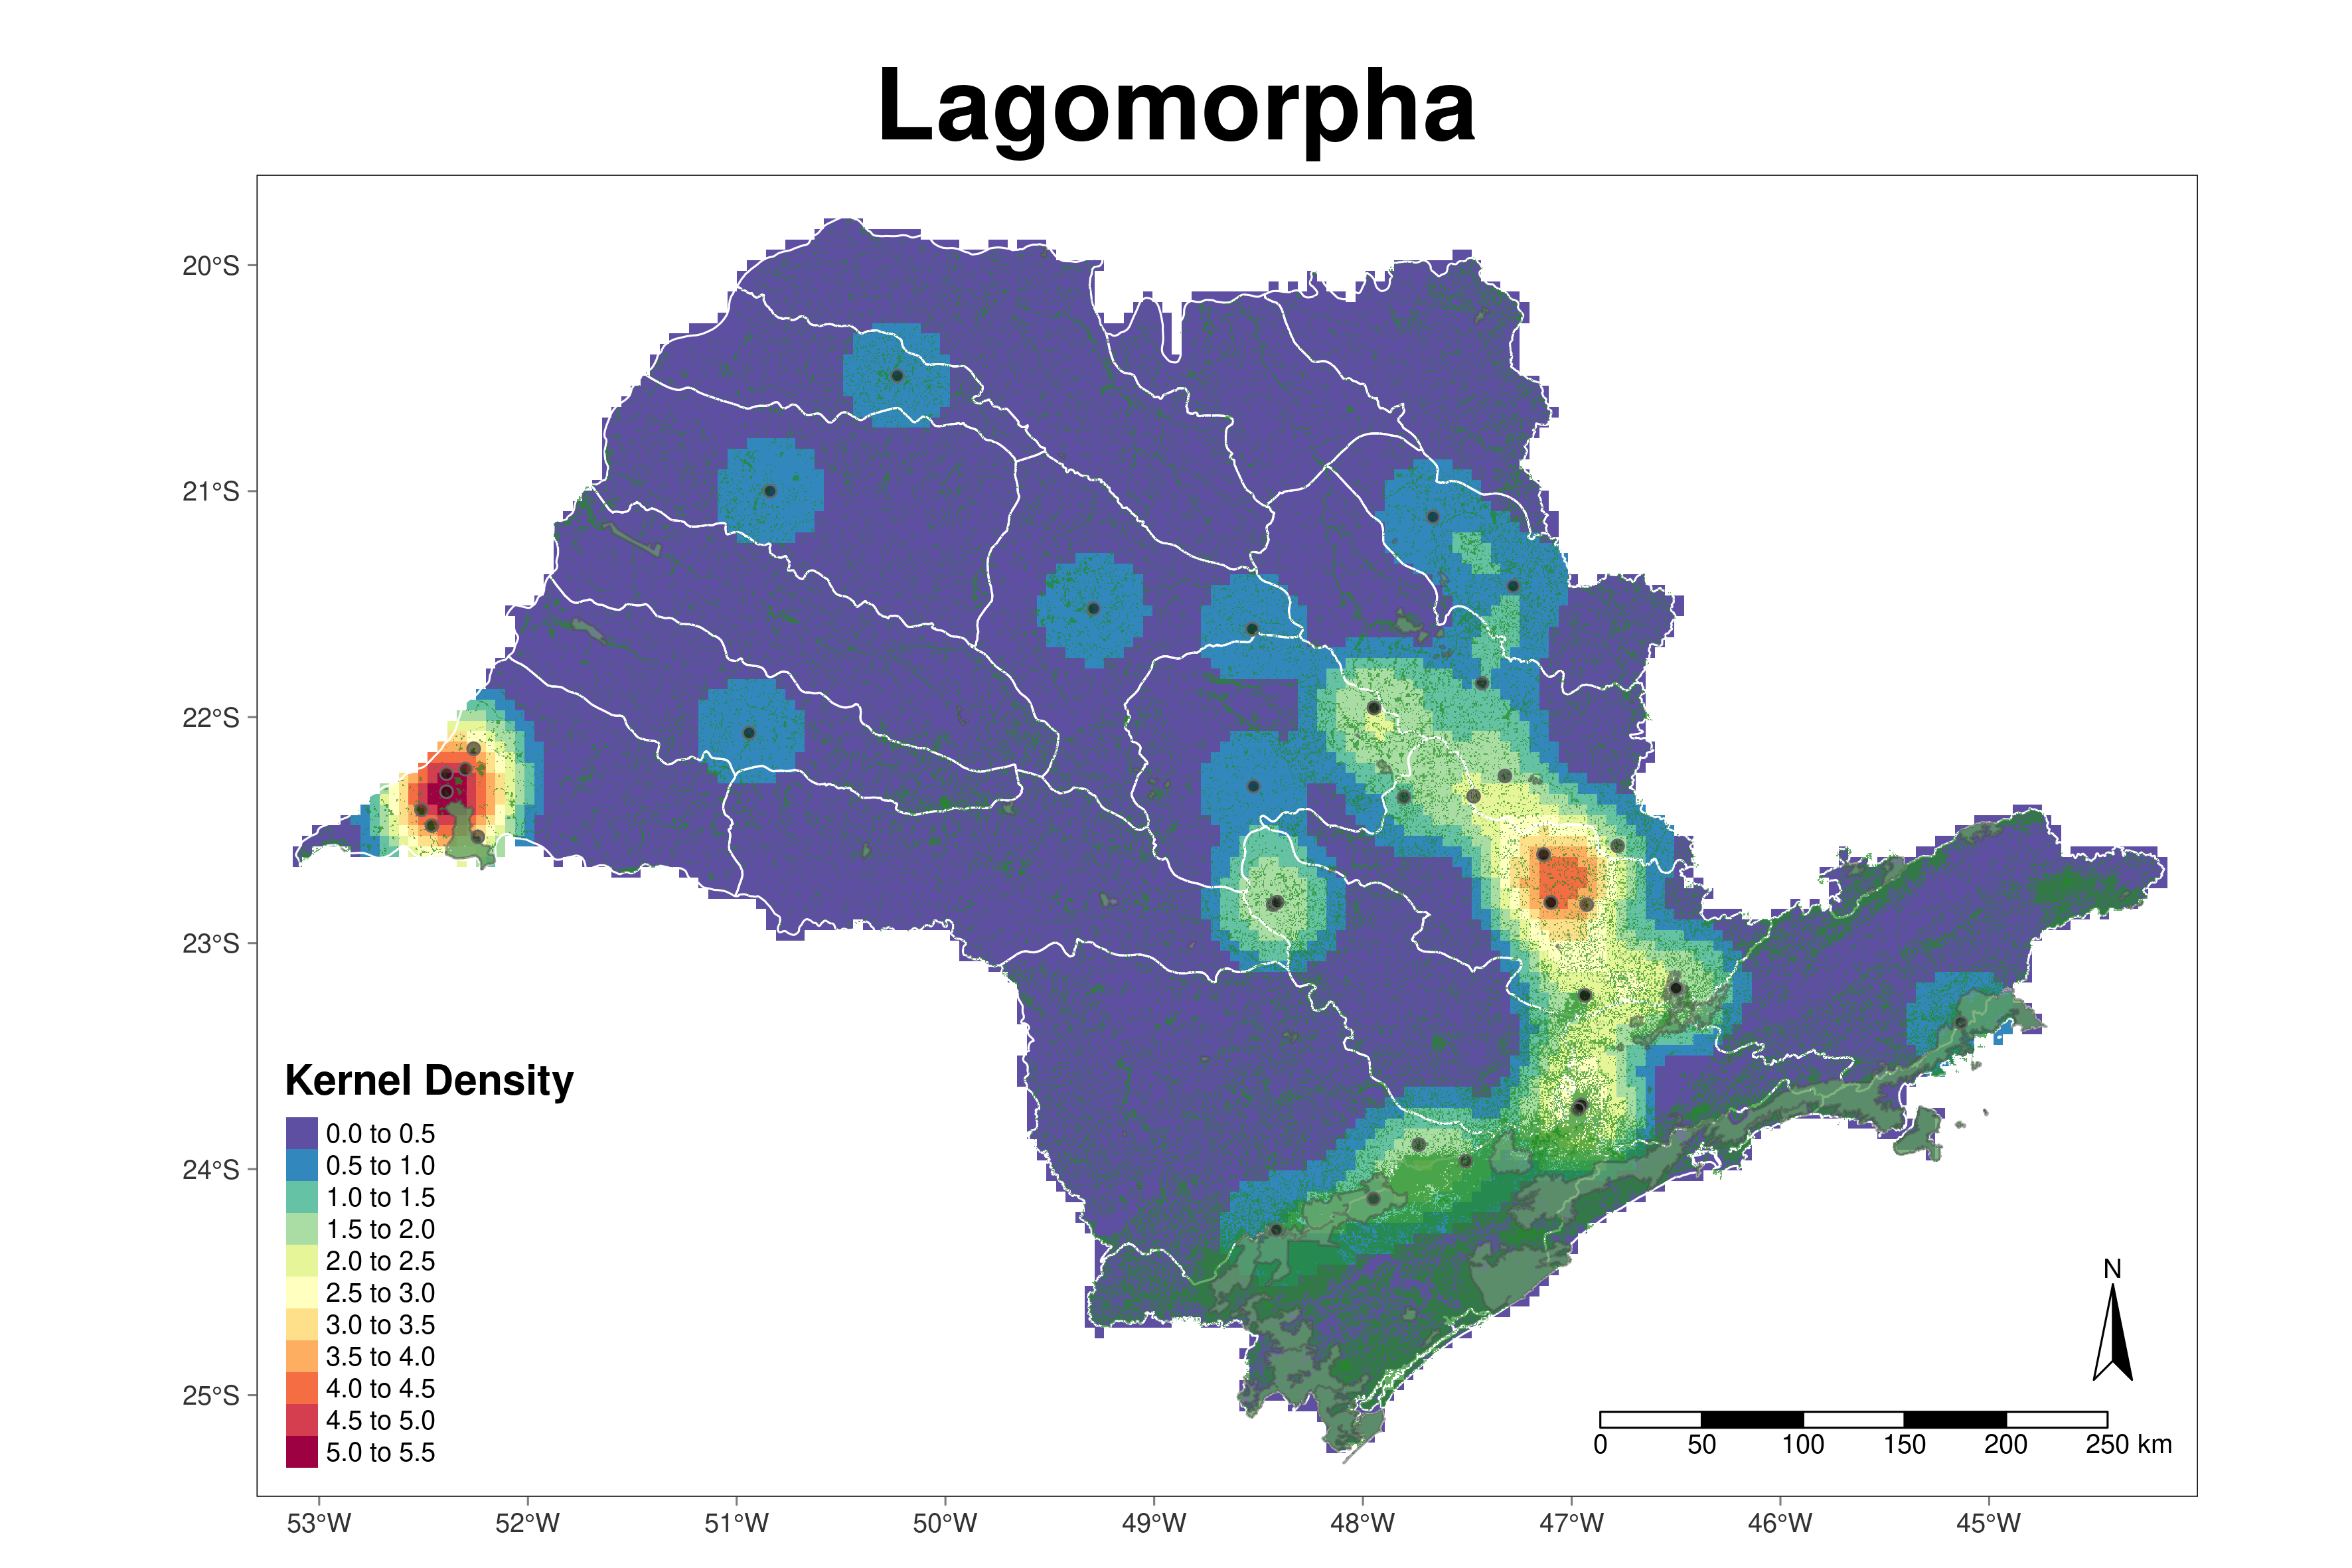 Lagomorpha
20°S
21°S
22°S
23°S
24°S
25°S
Kernel Density
0.0 to 0.5
0.5 to 1.0
1.0 to 1.5
1.5 to 2.0
2.0 to 2.5
2.5 to 3.0
3.0 to 3.5
3.5 to 4.0
4.0 to 4.5
4.5 to 5.0
5.0 to 5.5
N
0 50 100 150 200 250 km
53°W 52°W 51°W 50°W 49°W 48°W 47°W 46°W 45°W